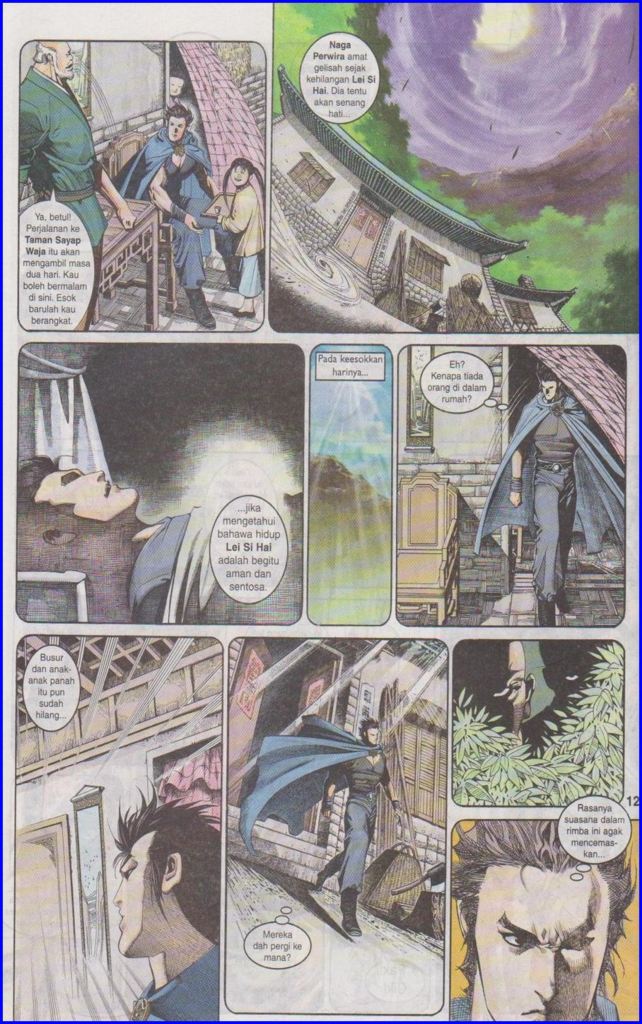 Ya, betul!
Perjalanan ke
Taman Sayap
Waja itu akan
mengambil masa
dua hari. Kau
boleh bermalam
di sini. Esok
barulah kau
berangkat.
Naga
Perwira amat
gelisah sejak
kehilangan Lei Si
Hai. Dia tentu
akan senang
hati...
...jika
mengetahui
bahawa hidup
Lei Si Hai
adalah begitu
aman dan
sentosa.
Pada keesokkan
harinya...
Eh?
Kenapa tiada
orang di dalam
rumah?
Busur
dan anak-
anak panah
itu pun
sudah
hilang...
Mereka
dah pergi ke
mana?
12
Rasanya
suasana dalam
rimba ini agak
mencemas-
kan...